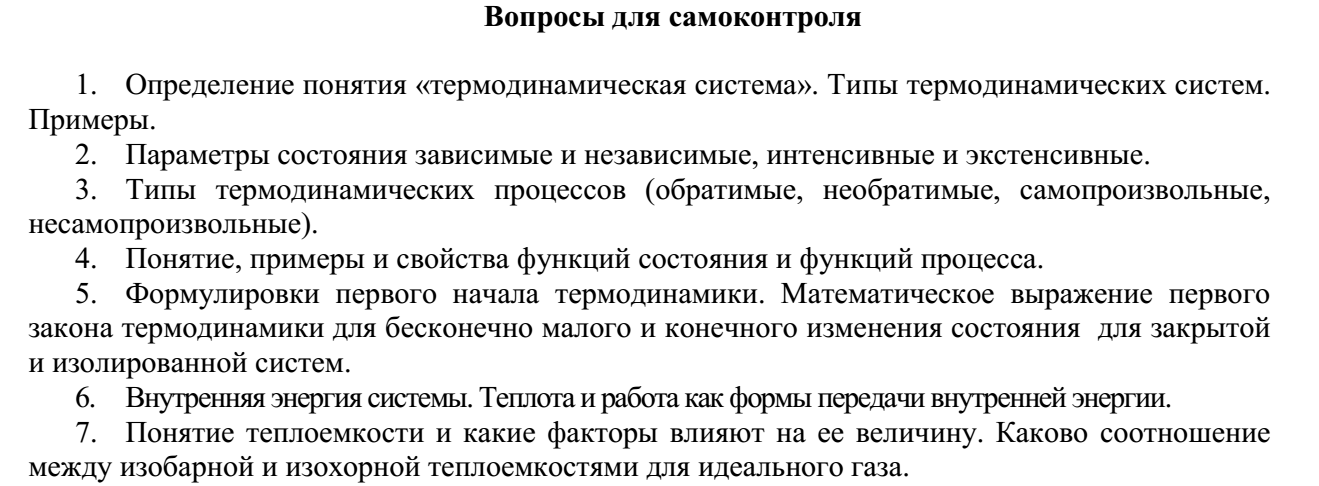 Вопросы для самоконтроля
1. Определение понятия «термодинамическая система». Типы термодинамических систем.
Примеры.
2. Параметры состояния зависимые и независимые, интенсивные и экстенсивные.
3. Типы термодинамических процессов (обратимые, необратимые, самопроизвольные,
несамопроизвольные).
4. Понятие, примеры и свойства функций состояния и функций процесса.
5. Формулировки первого начала термодинамики. Математическое выражение первого
закона термодинамики для бесконечно малого и конечного изменения состояния для закрытой
и изолированной систем.
6. Внутренняя энергия системы. Теплота и работа как формы передачи внутренней энергии.
7. Понятие теплоемкости и какие факторы влияют на ее величину. Каково соотношение
между изобарной и изохорной теплоемкостями для идеального газа.